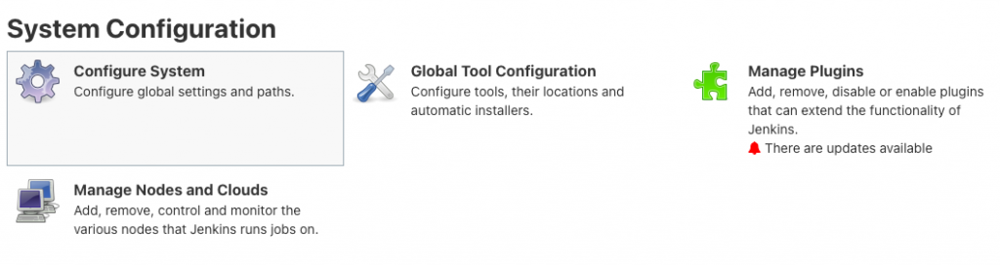 System Configuration
Configure System
Configure global settings and paths.
Global Tool Configuration
Configure tools, their locations and
automatic installers.
Manage Plugins
Add, remove, disable or enable plugins
that can extend the functionality of
Jenkins.
There are updates available
Manage Nodes and Clouds
Add, remove, control and monitor the
various nodes that Jenkins runs jobs on.